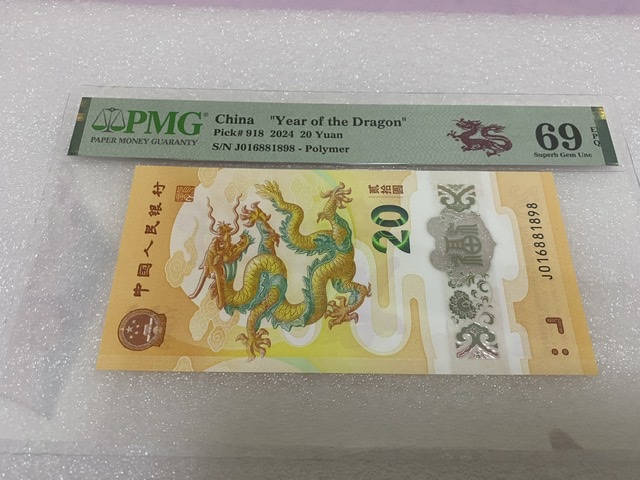 PMG
PAPER MONEY GUARANTY
China "Year of the Dragon"
Pick# 918 2024 20 Yuan
S/N J016881898 - Polymer
69
EPQ
Superb Gem Unc
中国人民银行
贰拾圆
20
福
J016881898